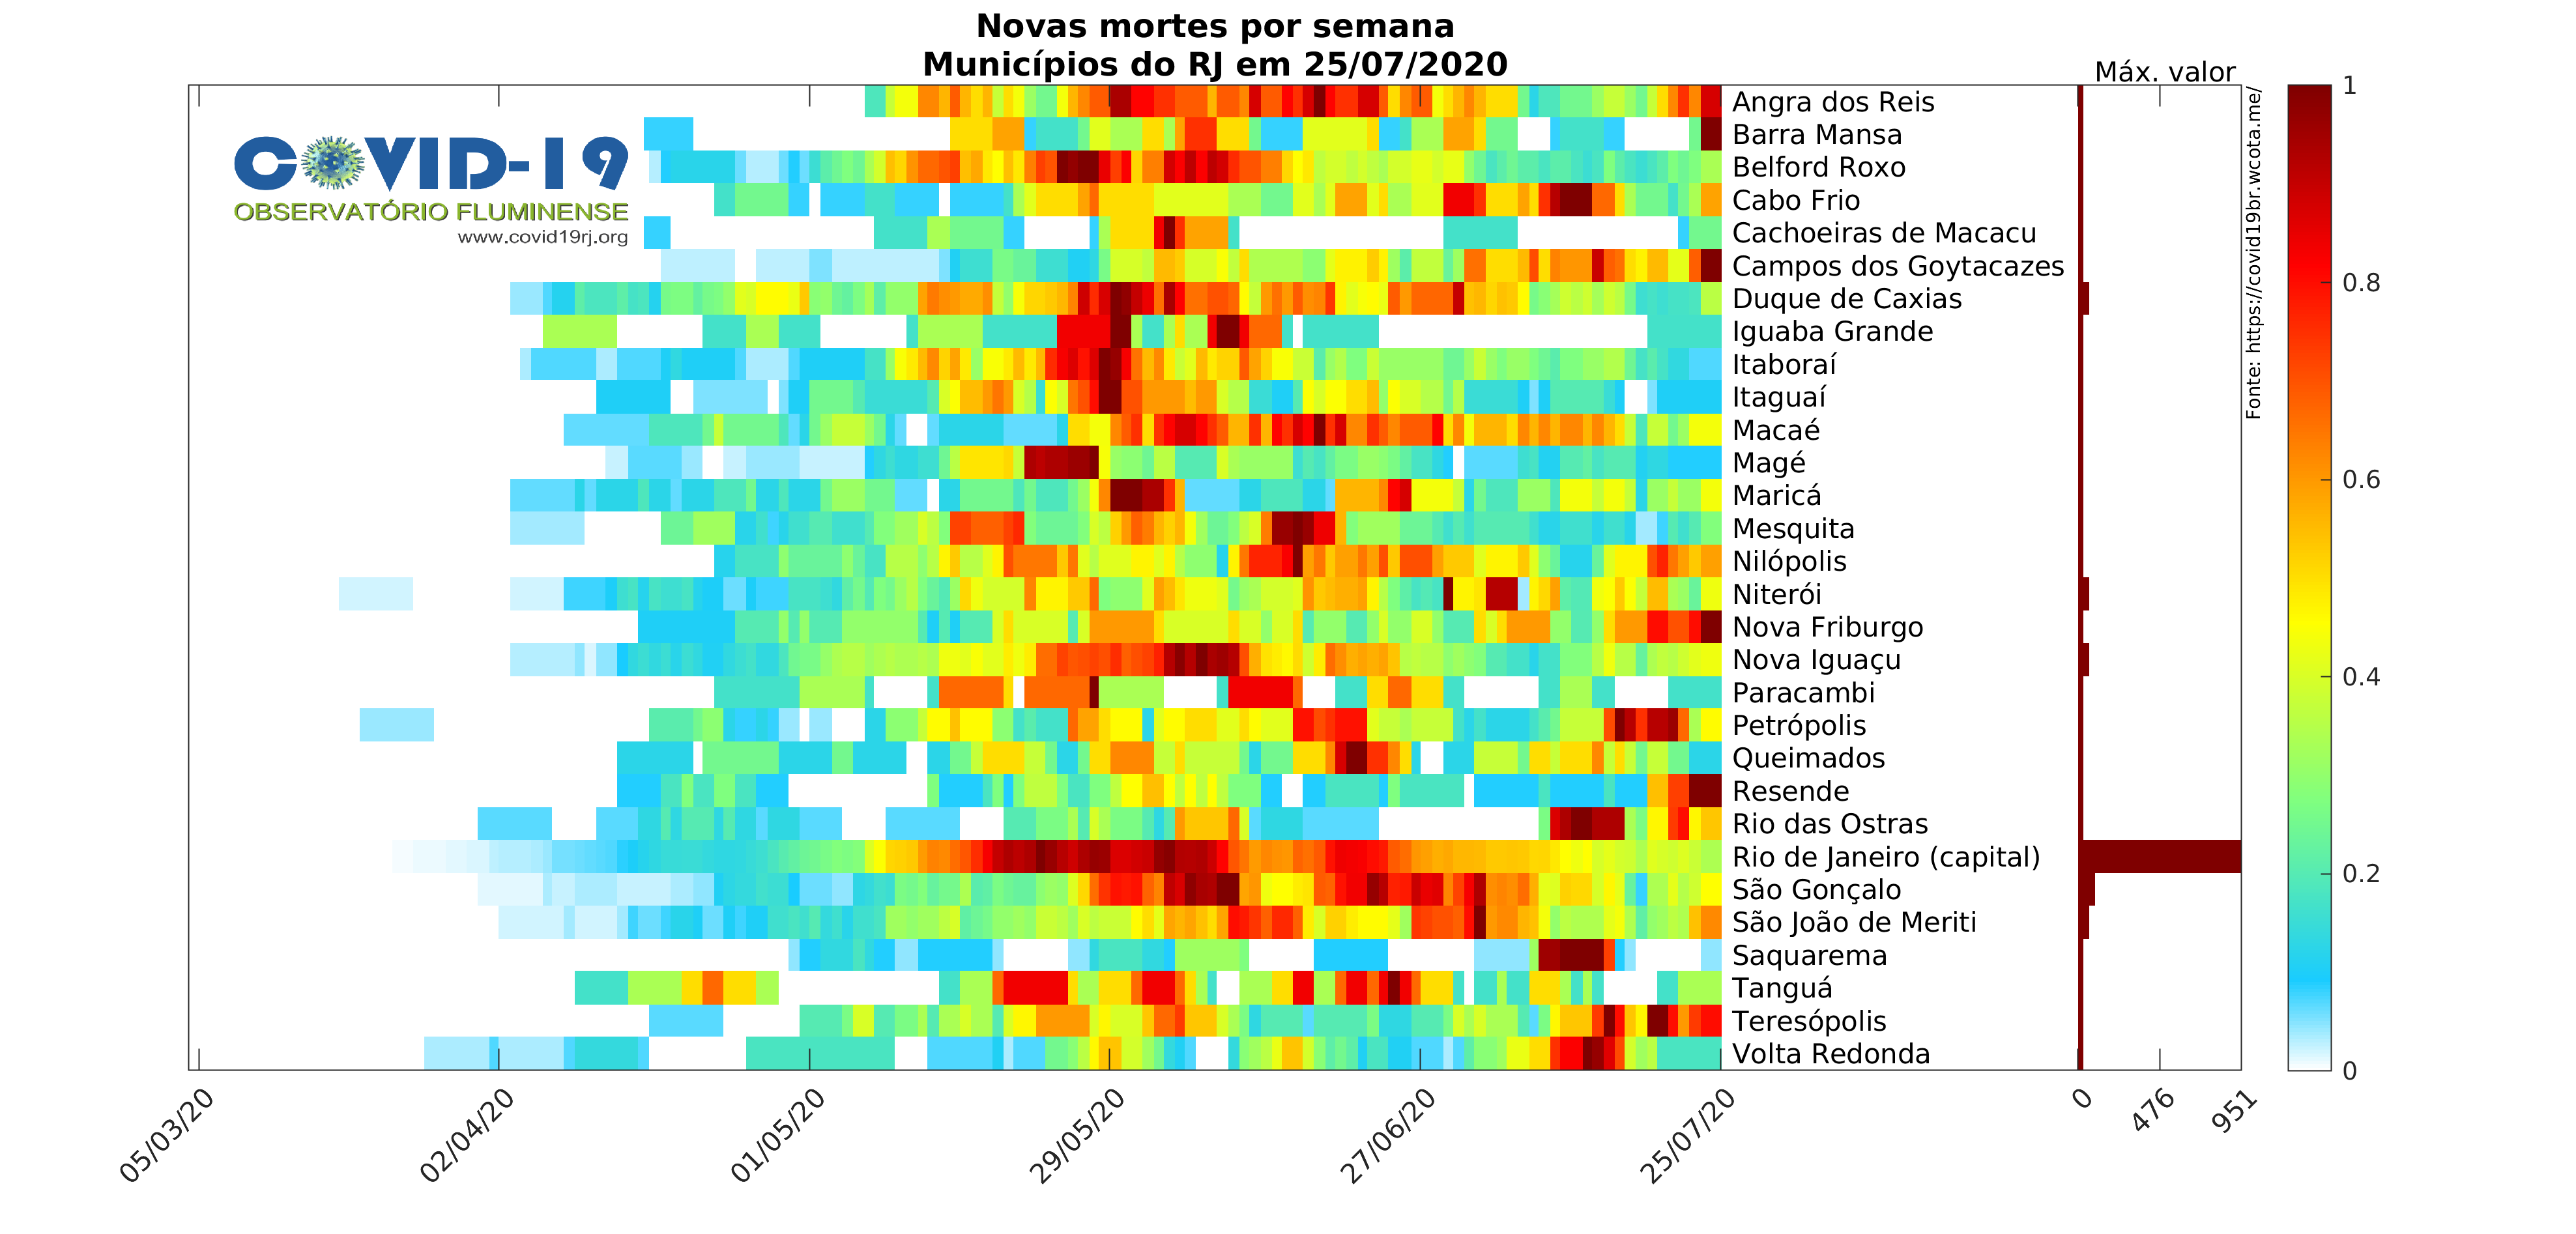 Novas mortes por semana
Municípios do RJ em 25/07/2020
Máx. valor
COVID-19
OBSERVATÓRIO FLUMINENSE
www.covid19rj.org
Angra dos Reis
Barra Mansa
Belford Roxo
Cabo Frio
Cachoeiras de Macacu
Campos dos Goytacazes
Duque de Caxias
Iguaba Grande
Itaboraí
Itaguaí
Macaé
Magé
Maricá
Mesquita
Nilópolis
Niterói
Nova Friburgo
Nova Iguaçu
Paracambi
Petrópolis
Queimados
Resende
Rio das Ostras
Rio de Janeiro (capital)
São Gonçalo
São João de Meriti
Saquarema
Tanguá
Teresópolis
Volta Redonda
Fonte: https://covid19br.wcota.me/
1
0.8
0.6
0.4
0.2
0
05/03/20
02/04/20
01/05/20
29/05/20
27/06/20
25/07/20
0
476
951